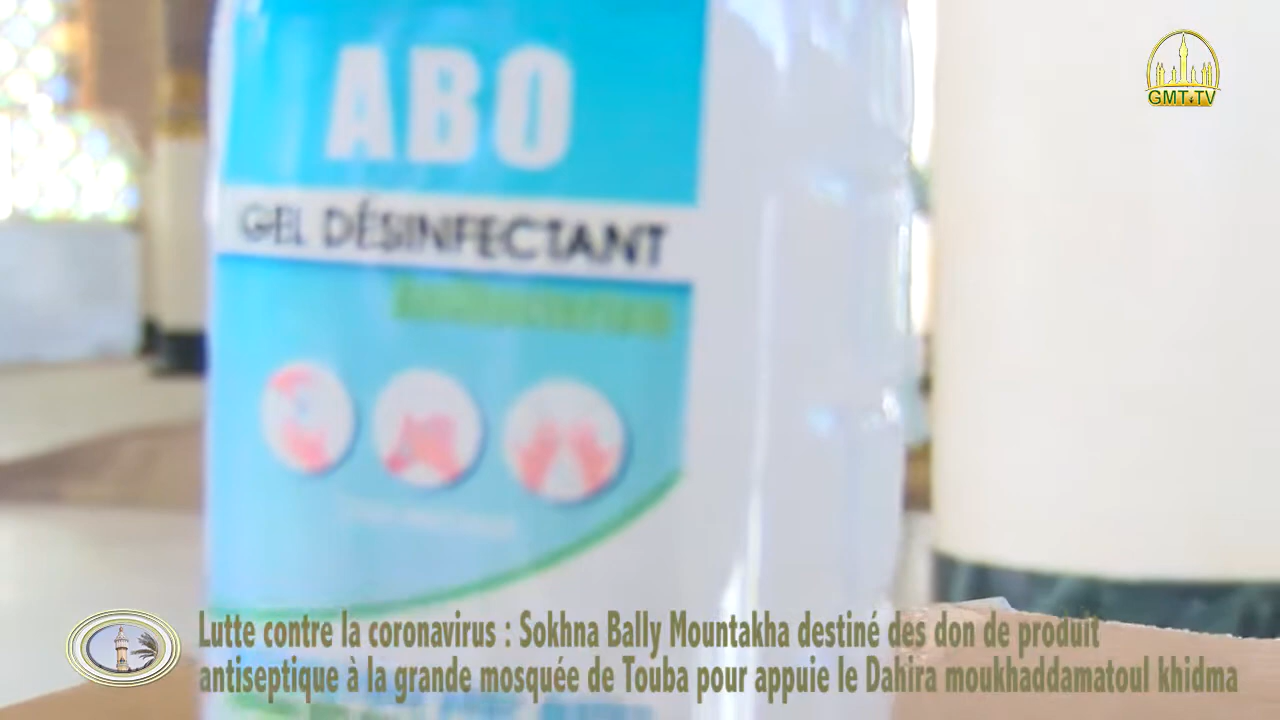 ABO
GEL DÉSINFECTANT
GMT TV
Lutte contre la coronavirus : Sokhna Bally Mountakha destiné des don de produit
antiseptique à la grande mosquée de Touba pour appuie le Dahira moukhaddamatoul khidma